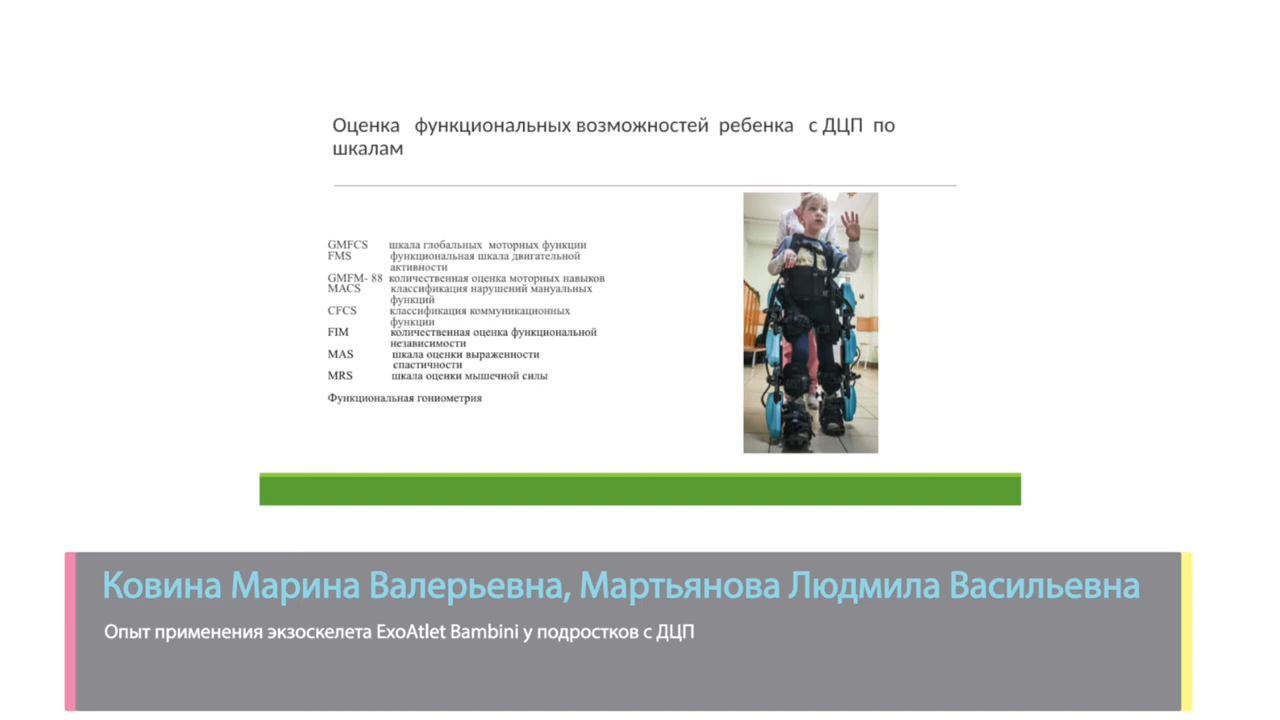 Оценка функциональных возможностей ребенка с ДЦП по
шкалам
GMFCS шкала глобальных моторных функции
FMS функциональная шкала двигательной
активности
GMFM- 88 количественная оценка моторных навыков
MACS классификация нарушений мануальных
функций
CFCS классификация коммуникационных
функции
FIM количественная оценка функциональной
независимости
MAS шкала оценки выраженности
спастичности
MRS шкала оценки мышечной силы
Функциональная гониометрия
Ковина Марина Валерьевна, Мартьянова Людмила Васильевна
Опыт применения экзоскелета ExoAtlet Bambini у подростков с ДЦП